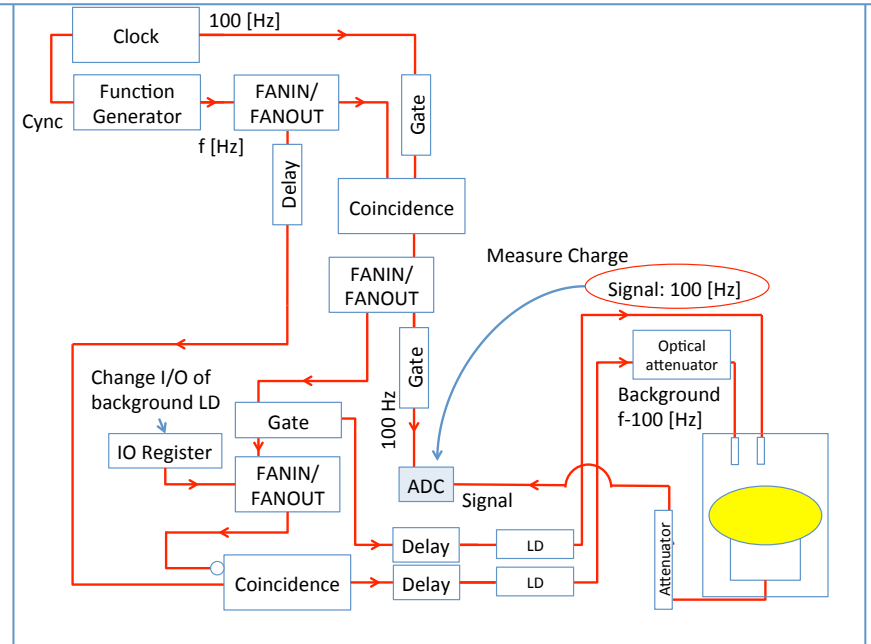 100 [Hz]
Clock
Function
Generator
FANIN/
FANOUT
Gate
Cync
f [Hz]
Delay
Coincidence
Measure Charge
FANIN/
FANOUT
Signal: 100 [Hz]
Optical
attenuator
Gate
Change I/O of
background LD
Background
f-100 [Hz]
Gate
100 Hz
IO Register
FANIN/
FANOUT
ADC
Signal
Delay
LD
Attenuator
Coincidence
Delay
LD